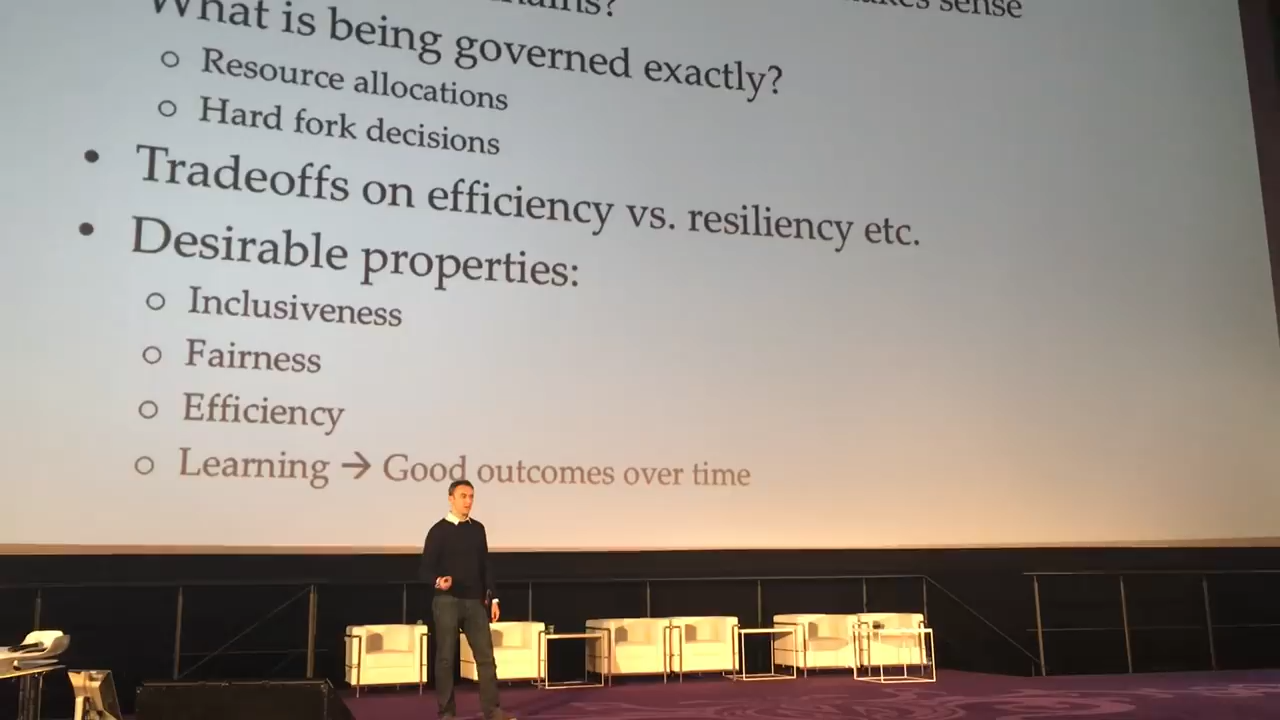 sense
What is being governed exactly?
○ Resource allocations
○ Hard fork decisions
• Tradeoffs on efficiency vs. resiliency etc.
• Desirable properties:
○ Inclusiveness
○ Fairness
○ Efficiency
○ Learning → Good outcomes over time